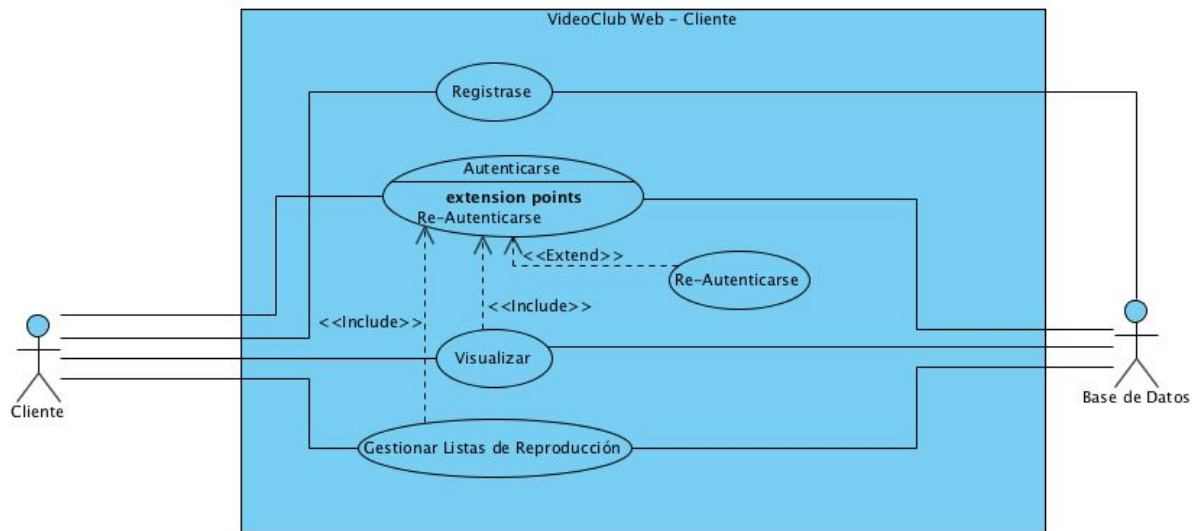 VideoClub Web - Cliente
Registrase
Autenticarse
extension points
Re-Autenticarse
<<Extend>>
Re-Autenticarse
<<Include>>
<<Include>>
Visualizar
Cliente
Base de Datos
Gestionar Listas de Reproducción